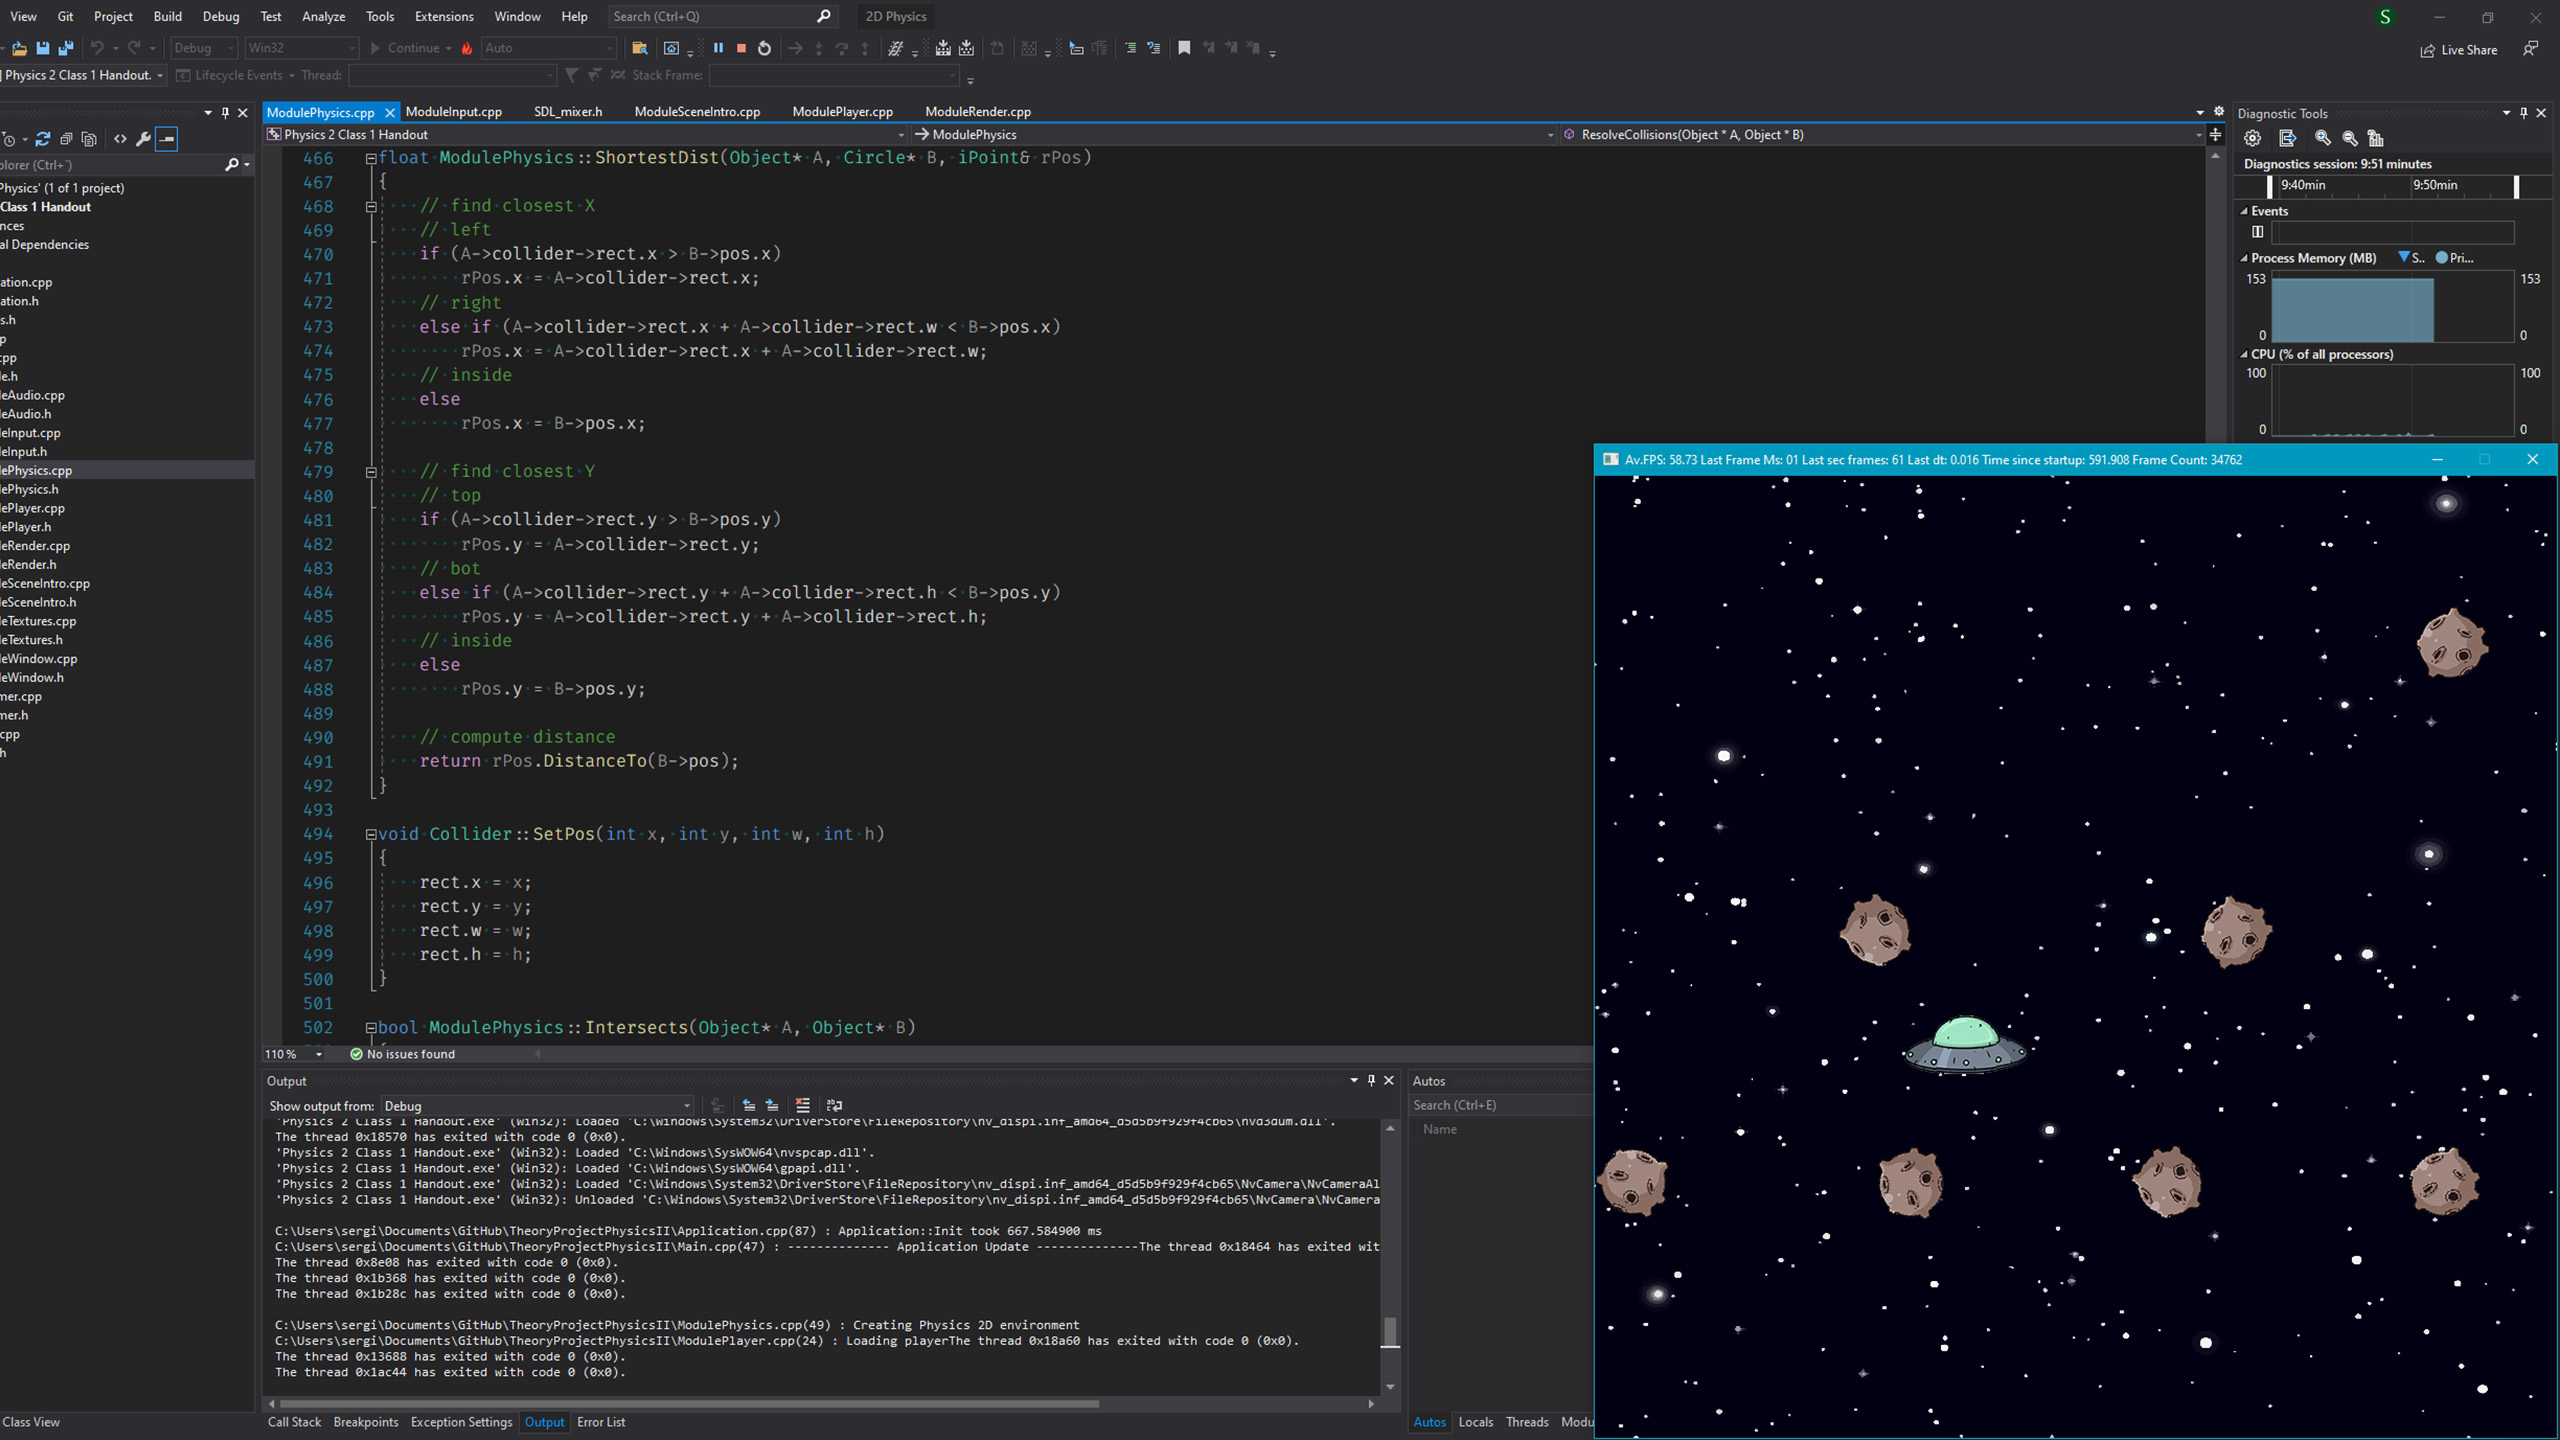 View Git Project Build Debug Test Analyze Tools Extensions Window Help Search (Ctrl+Q) 2D Physics S
Debug Win32 Continue Auto Live Share
Physics 2 Class 1 Handout. Lifecycle Events Thread: Stack Frame:
ModulePhysics.cpp ModuleInput.cpp SDL_mixer.h ModuleSceneIntro.cpp ModulePlayer.cpp ModuleRender.cpp
Physics 2 Class 1 Handout ModulePhysics ResolveCollisions(Object * A, Object * B)
plorer (Ctrl+¨)
Physics' (1 of 1 project)
Class 1 Handout
nces
al Dependencies
ation.cpp
ation.h
s.h
p
cpp
le.h
leAudio.cpp
leAudio.h
leInput.cpp
leInput.h
lePhysics.cpp
lePhysics.h
lePlayer.cpp
lePlayer.h
leRender.cpp
leRender.h
leSceneIntro.cpp
leSceneIntro.h
leTextures.cpp
leTextures.h
leWindow.cpp
leWindow.h
mer.cpp
mer.h
cpp
h
Class View
466 float ModulePhysics::ShortestDist(Object* A, Circle* B, iPoint& rPos)
467 {
468 // find closest X
469 // left
470 if (A->collider->rect.x > B->pos.x)
471 rPos.x = A->collider->rect.x;
472 // right
473 else if (A->collider->rect.x + A->collider->rect.w < B->pos.x)
474 rPos.x = A->collider->rect.x + A->collider->rect.w;
475 // inside
476 else
477 rPos.x = B->pos.x;
478
479 // find closest Y
480 // top
481 if (A->collider->rect.y > B->pos.y)
482 rPos.y = A->collider->rect.y;
483 // bot
484 else if (A->collider->rect.y + A->collider->rect.h < B->pos.y)
485 rPos.y = A->collider->rect.y + A->collider->rect.h;
486 // inside
487 else
488 rPos.y = B->pos.y;
489
490 // compute distance
491 return rPos.DistanceTo(B->pos);
492 }
493
494 void Collider::SetPos(int x, int y, int w, int h)
495 {
496 rect.x = x;
497 rect.y = y;
498 rect.w = w;
499 rect.h = h;
500 }
501
502 bool ModulePhysics::Intersects(Object* A, Object* B)
110 % No issues found
Output
Show output from: Debug
'Physics 2 Class 1 Handout.exe' (Win32): Loaded 'C:\Windows\System32\DriverStore\FileRepository\nv_dispi.inf_amd64_d5d5b9f929f4cb65\nvd3dum.dll'.
The thread 0x18570 has exited with code 0 (0x0).
'Physics 2 Class 1 Handout.exe' (Win32): Loaded 'C:\Windows\SysWOW64\nvspcap.dll'.
'Physics 2 Class 1 Handout.exe' (Win32): Loaded 'C:\Windows\SysWOW64\gpapi.dll'.
'Physics 2 Class 1 Handout.exe' (Win32): Loaded 'C:\Windows\System32\DriverStore\FileRepository\nv_dispi.inf_amd64_d5d5b9f929f4cb65\NvCamera\NvCameraAl
'Physics 2 Class 1 Handout.exe' (Win32): Unloaded 'C:\Windows\System32\DriverStore\FileRepository\nv_dispi.inf_amd64_d5d5b9f929f4cb65\NvCamera\NvCamera
C:\Users\sergi\Documents\GitHub\TheoryProjectPhysicsII\Application.cpp(87) : Application::Init took 667.584900 ms
C:\Users\sergi\Documents\GitHub\TheoryProjectPhysicsII\Main.cpp(47) : -------------- Application Update --------------The thread 0x18464 has exited wit
The thread 0x8e08 has exited with code 0 (0x0).
The thread 0x1b368 has exited with code 0 (0x0).
The thread 0x1b28c has exited with code 0 (0x0).
C:\Users\sergi\Documents\GitHub\TheoryProjectPhysicsII\ModulePhysics.cpp(49) : Creating Physics 2D environment
C:\Users\sergi\Documents\GitHub\TheoryProjectPhysicsII\ModulePlayer.cpp(24) : Loading playerThe thread 0x18a60 has exited with code 0 (0x0).
The thread 0x13688 has exited with code 0 (0x0).
The thread 0x1ac44 has exited with code 0 (0x0).
Call Stack Breakpoints Exception Settings Output Error List
Autos
Search (Ctrl+E)
Name
Autos Locals Threads Modu
Diagnostic Tools
Diagnostics session: 9:51 minutes
9:40min 9:50min
Events
Process Memory (MB) S.. Pri...
153 153
0 0
CPU (% of all processors)
100 100
0 0
Av.FPS: 58.73 Last Frame Ms: 01 Last sec frames: 61 Last dt: 0.016 Time since startup: 591.908 Frame Count: 34762